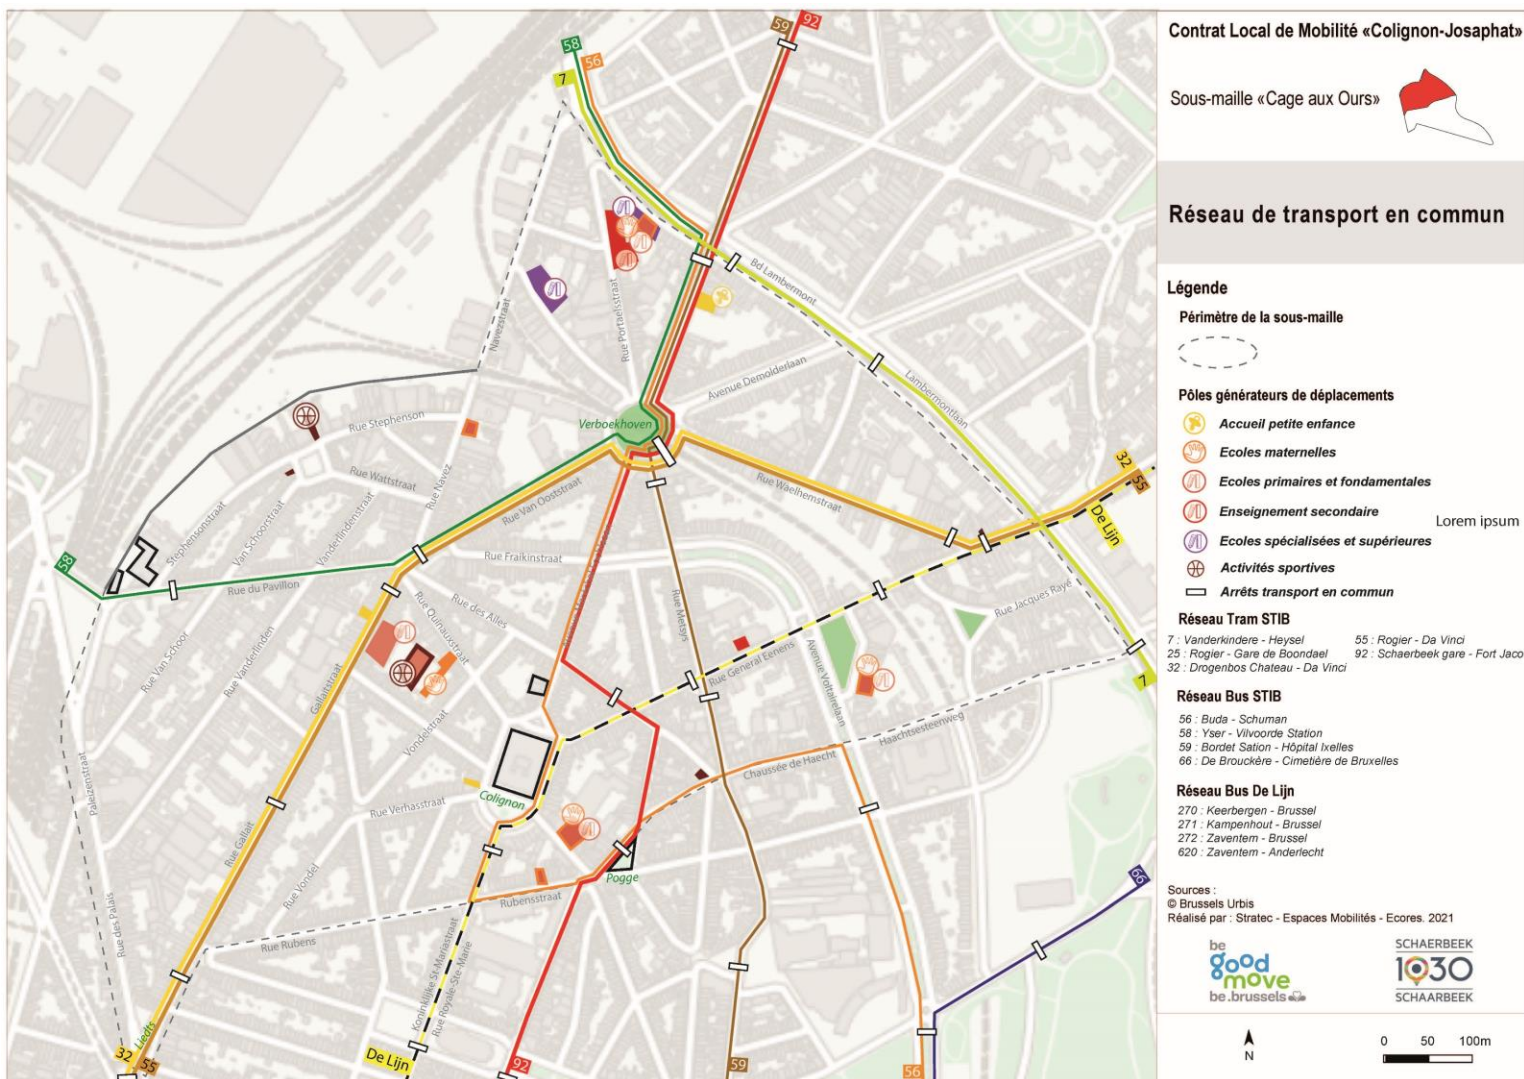 Contrat Local de Mobilité «Colignon-Josaphat»
Sous-maille «Cage aux Ours»
Réseau de transport en commun
Légende
Périmètre de la sous-maille
Pôles générateurs de déplacements
Accueil petite enfance
Ecoles maternelles
Ecoles primaires et fondamentales
Enseignement secondaire
Lorem ipsum
Ecoles spécialisées et supérieures
Activités sportives
Arrêts transport en commun
Réseau Tram STIB
7 : Vanderkindere - Heysel
55 : Rogier - Da Vinci
25 : Rogier - Gare de Boondael
92 : Schaerbeek gare - Fort Jaco
32 : Drogenbos Chateau - Da Vinci
Réseau Bus STIB
56 : Buda - Schuman
58 : Yser - Vilvoorde Station
59 : Bordet Sation - Hôpital Ixelles
66 : De Brouckère - Cimetière de Bruxelles
Réseau Bus De Lijn
270 : Keerbergen - Brussel
271 : Kampenhout - Brussel
272 : Zaventem - Brussel
620 : Zaventem - Anderlecht
Sources :
© Brussels Urbis
Réalisé par : Stratec - Espaces Mobilités - Ecores. 2021
be
good
move
be.brussels
SCHAERBEEK
1030
SCHAARBEEK
N
0 50 100m
59
92
58
56
7
Bd Lambermont
Lambermontlaan
Navezstraat
Rue Portaelsstraat
Avenue Demolderlaan
Verboekhoven
Rue Stephenson
Rue Wattstraat
Rue Navez
Rue Van Ooststraat
Rue Waelhenstraat
32
55
De Lijn
Stephensonstraat
Van Schoorstraat
Vanderlindenstraat
Rue Fraikinstraat
58
Rue du Pavillon
Rue des Ailes
Rue Quinauxstraat
Rue Metsys
Rue Jacques Rayé
Rue Van Schoor
Rue Vanderlinden
Gallaitstraat
Rue General Eenens
Avenue Voltairelaan
7
Vondelstraat
Haachtsesteenweg
Chaussée de Haecht
Paleizenstraat
Colignon
Rue Verhasstraat
Rue Gallait
Rue Vondel
Pogge
Rubensstraat
66
Rue des Palais
Rue Rubens
Koninklijke St-Mariastraat
Rue Royale-Ste-Marie
Liedts
32
55
De Lijn
92
59
56